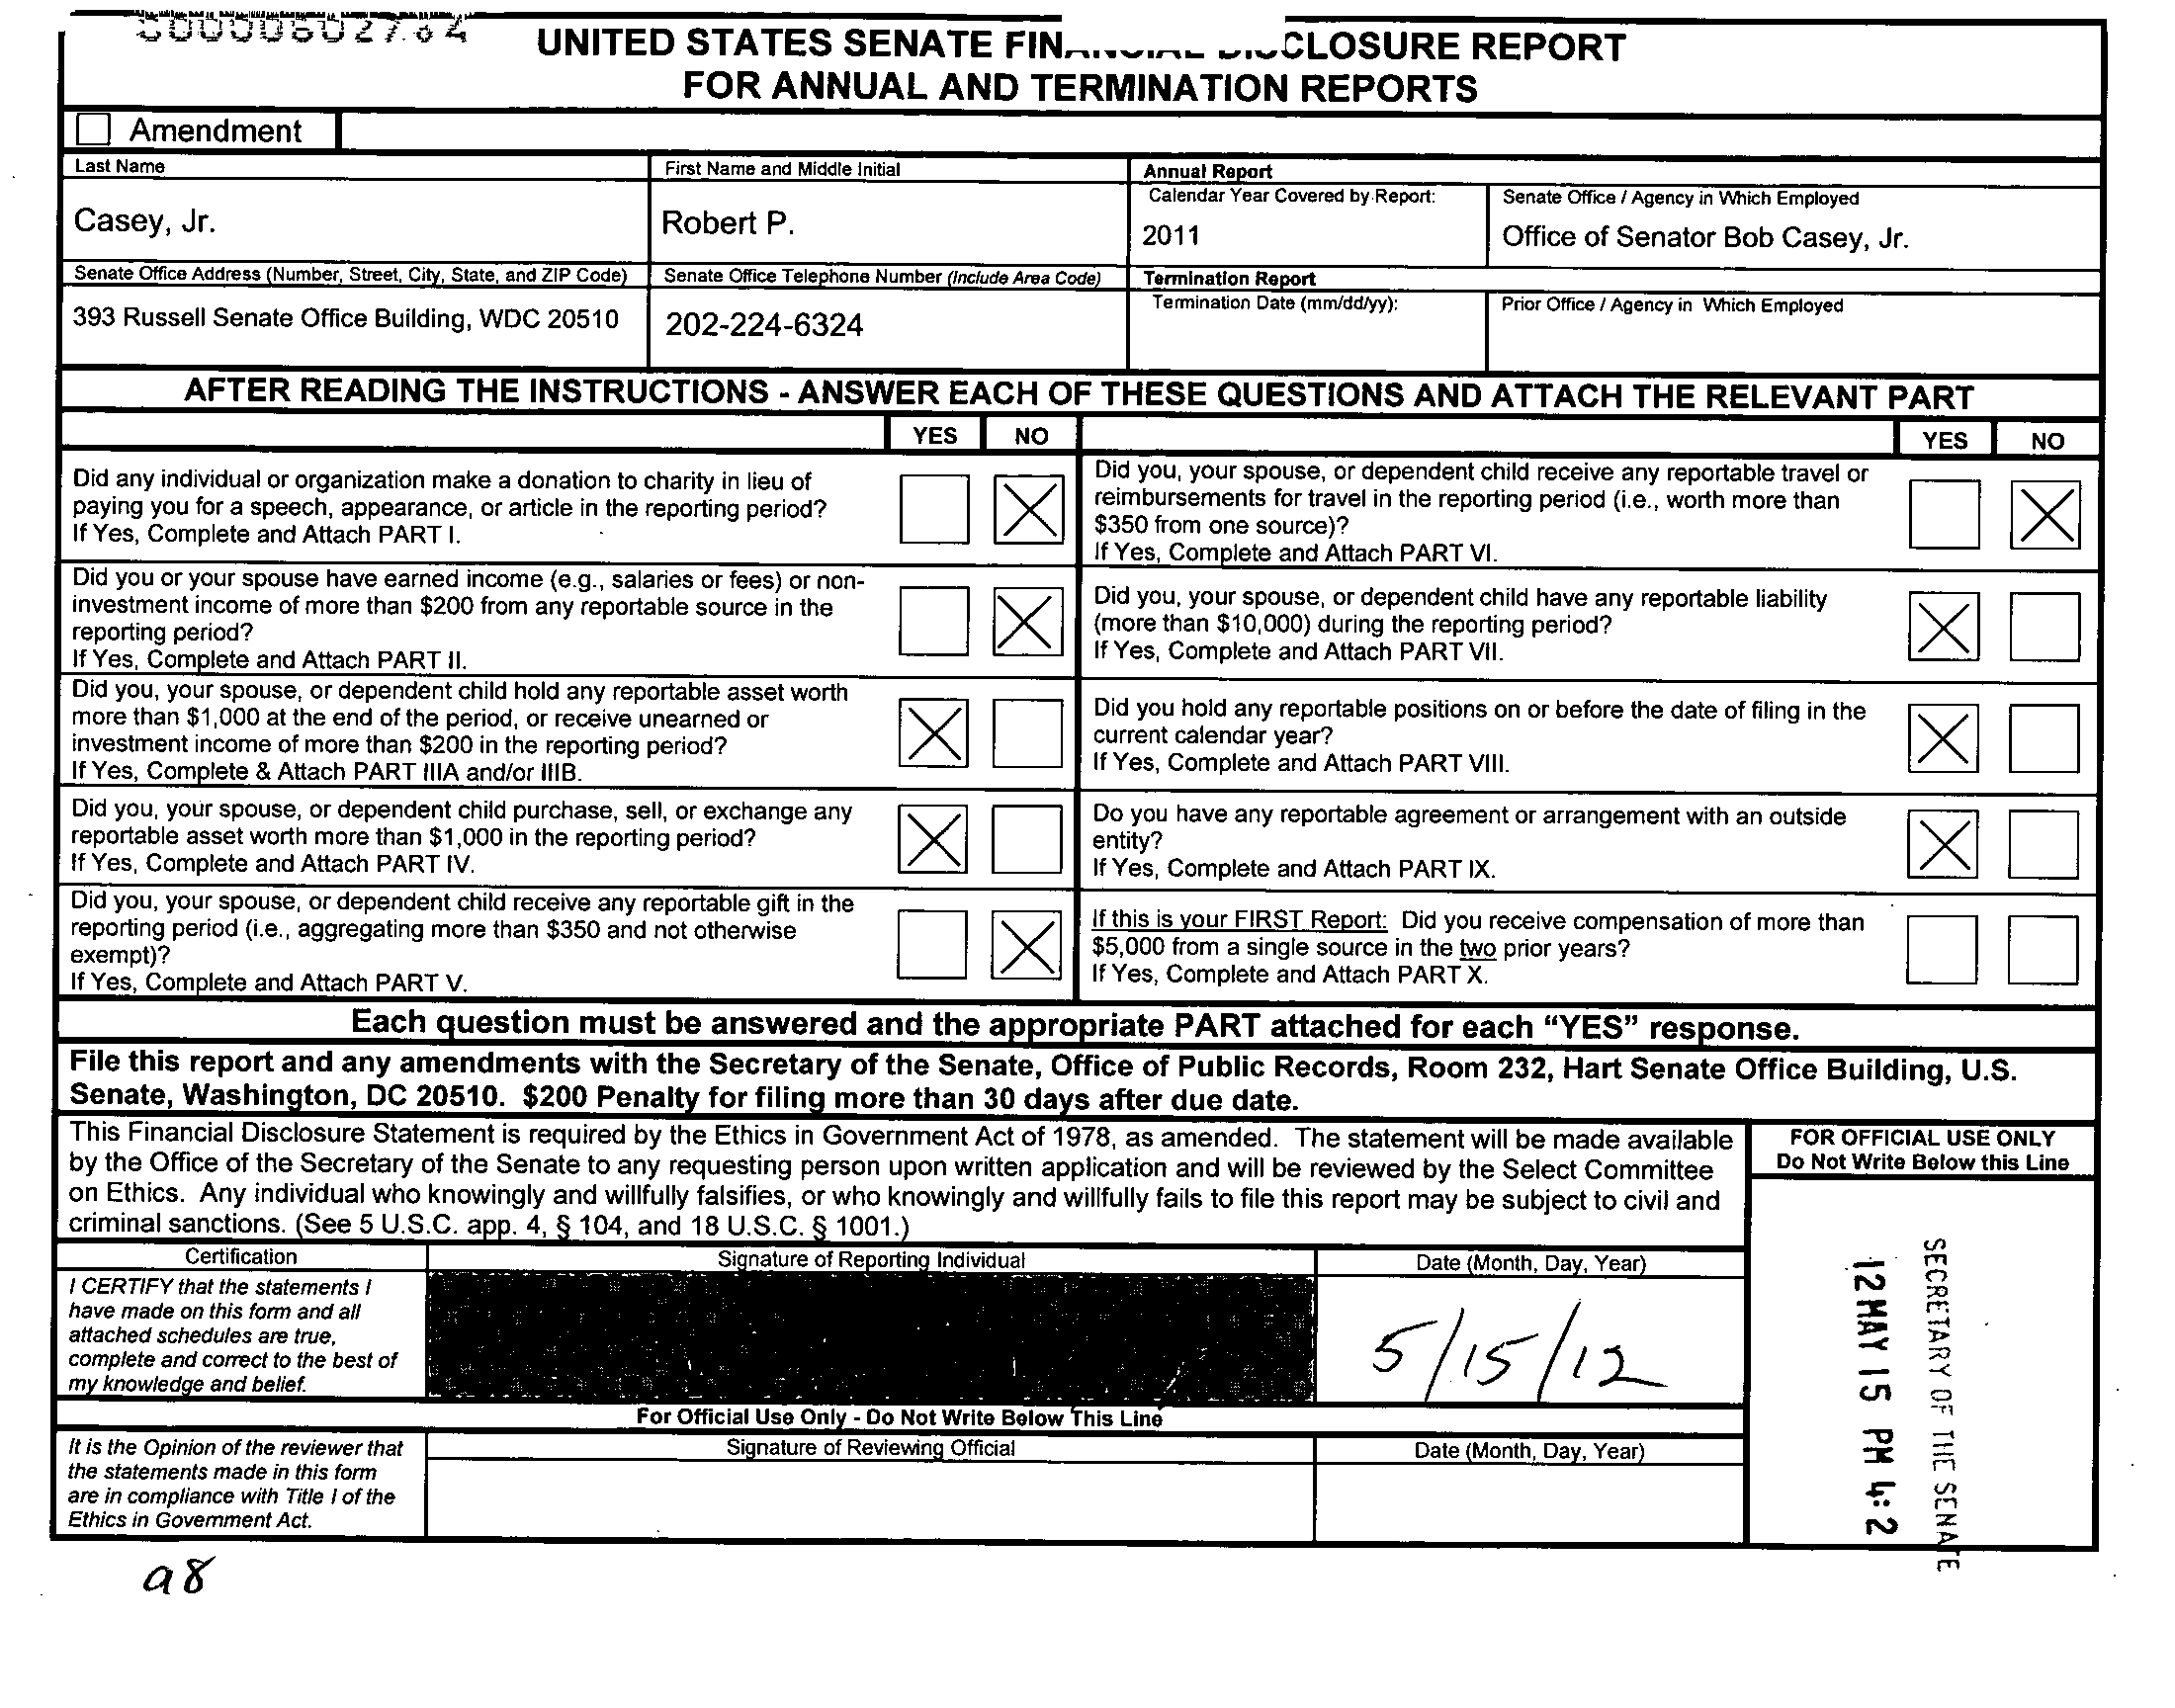 UNITED STATES SENATE FINANCIAL DISCLOSURE REPORT
FOR ANNUAL AND TERMINATION REPORTS
Amendment
Last Name
First Name and Middle Initial
Annual Report
Calendar Year Covered by Report:
Senate Office / Agency in Which Employed
Casey, Jr.
Robert P.
2011
Office of Senator Bob Casey, Jr.
Senate Office Address (Number, Street, City, State, and ZIP Code)
Senate Office Telephone Number (Include Area Code)
Termination Report
Termination Date (mm/dd/yy):
Prior Office / Agency in Which Employed
393 Russell Senate Office Building, WDC 20510
202-224-6324
AFTER READING THE INSTRUCTIONS - ANSWER EACH OF THESE QUESTIONS AND ATTACH THE RELEVANT PART
YES NO
Did any individual or organization make a donation to charity in lieu of
paying you for a speech, appearance, or article in the reporting period?
If Yes, Complete and Attach PART I.
Did you or your spouse have earned income (e.g., salaries or fees) or non-
investment income of more than $200 from any reportable source in the
reporting period?
If Yes, Complete and Attach PART II.
Did you, your spouse, or dependent child hold any reportable asset worth
more than $1,000 at the end of the period, or receive unearned or
investment income of more than $200 in the reporting period?
If Yes, Complete & Attach PART IIIA and/or IIIB.
Did you, your spouse, or dependent child purchase, sell, or exchange any
reportable asset worth more than $1,000 in the reporting period?
If Yes, Complete and Attach PART IV.
Did you, your spouse, or dependent child receive any reportable gift in the
reporting period (i.e., aggregating more than $350 and not otherwise
exempt)?
If Yes, Complete and Attach PART V.
YES NO
Did you, your spouse, or dependent child receive any reportable travel or
reimbursements for travel in the reporting period (i.e., worth more than
$350 from one source)?
If Yes, Complete and Attach PART VI.
Did you, your spouse, or dependent child have any reportable liability
(more than $10,000) during the reporting period?
If Yes, Complete and Attach PART VII.
Did you hold any reportable positions on or before the date of filing in the
current calendar year?
If Yes, Complete and Attach PART VIII.
Do you have any reportable agreement or arrangement with an outside
entity?
If Yes, Complete and Attach PART IX.
If this is your FIRST Report: Did you receive compensation of more than
$5,000 from a single source in the two prior years?
If Yes, Complete and Attach PART X.
Each question must be answered and the appropriate PART attached for each “YES” response.
File this report and any amendments with the Secretary of the Senate, Office of Public Records, Room 232, Hart Senate Office Building, U.S.
Senate, Washington, DC 20510. $200 Penalty for filing more than 30 days after due date.
This Financial Disclosure Statement is required by the Ethics in Government Act of 1978, as amended. The statement will be made available
by the Office of the Secretary of the Senate to any requesting person upon written application and will be reviewed by the Select Committee
on Ethics. Any individual who knowingly and willfully falsifies, or who knowingly and willfully fails to file this report may be subject to civil and
criminal sanctions. (See 5 U.S.C. app. 4, § 104, and 18 U.S.C. § 1001.)
FOR OFFICIAL USE ONLY
Do Not Write Below this Line
Certification
Signature of Reporting Individual
Date (Month, Day, Year)
I CERTIFY that the statements I
have made on this form and all
attached schedules are true,
complete and correct to the best of
my knowledge and belief.
5/15/12
For Official Use Only - Do Not Write Below This Line
It is the Opinion of the reviewer that
the statements made in this form
are in compliance with Title I of the
Ethics in Government Act.
Signature of Reviewing Official
Date (Month, Day, Year)
SECRETARY OF THE SENATE
12 MAY 15 PM 4:2
a8